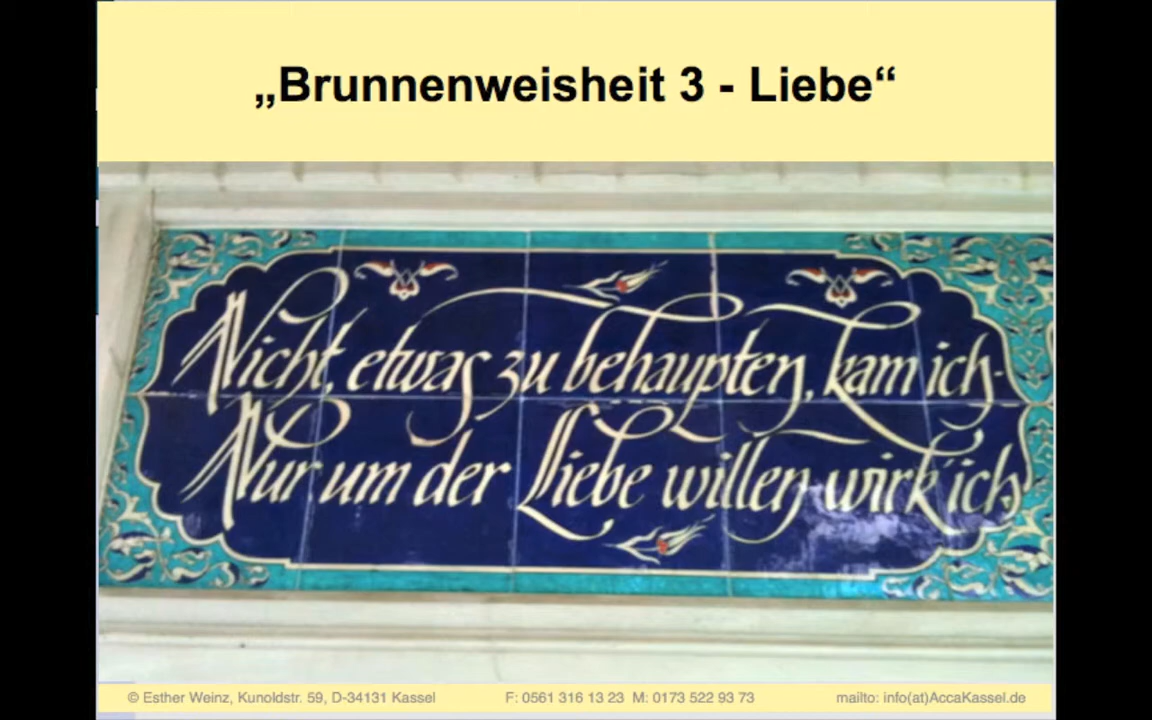 „Brunnenweisheit 3 - Liebe“
Nicht, etwas zu behaupten, kam ich-
Nur um der Liebe willen wirk' ich
© Esther Weinz, Kunoldstr. 59, D-34131 Kassel F: 0561 316 13 23 M: 0173 522 93 73 mailto: info(at)AccaKassel.de